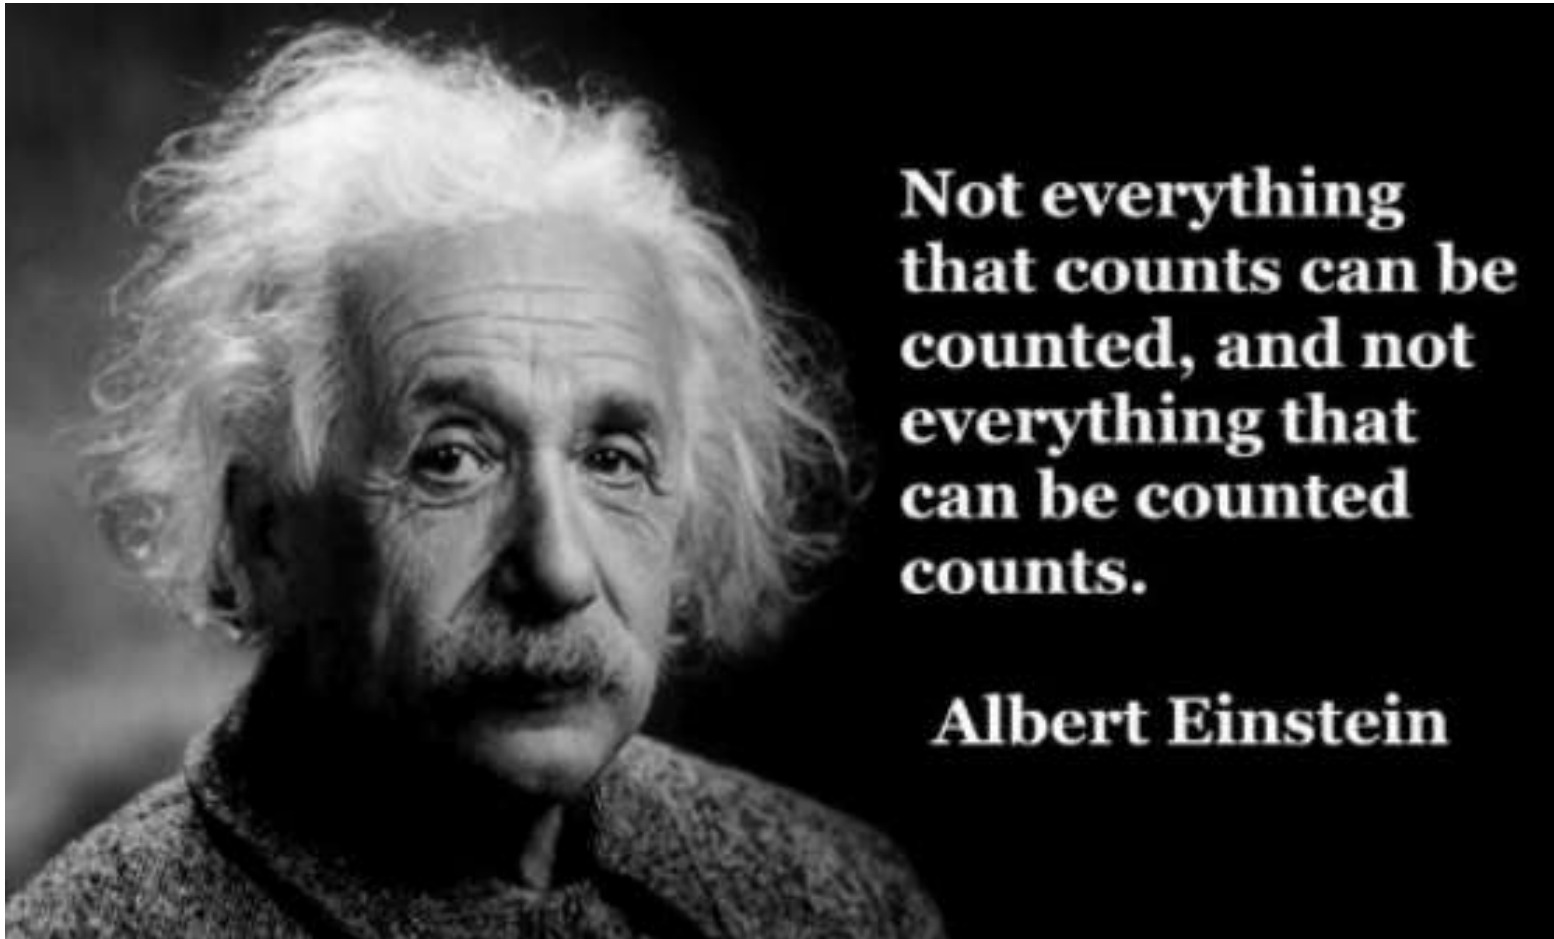 Not everything
that counts can be
counted, and not
everything that
can be counted
counts.
Albert Einstein